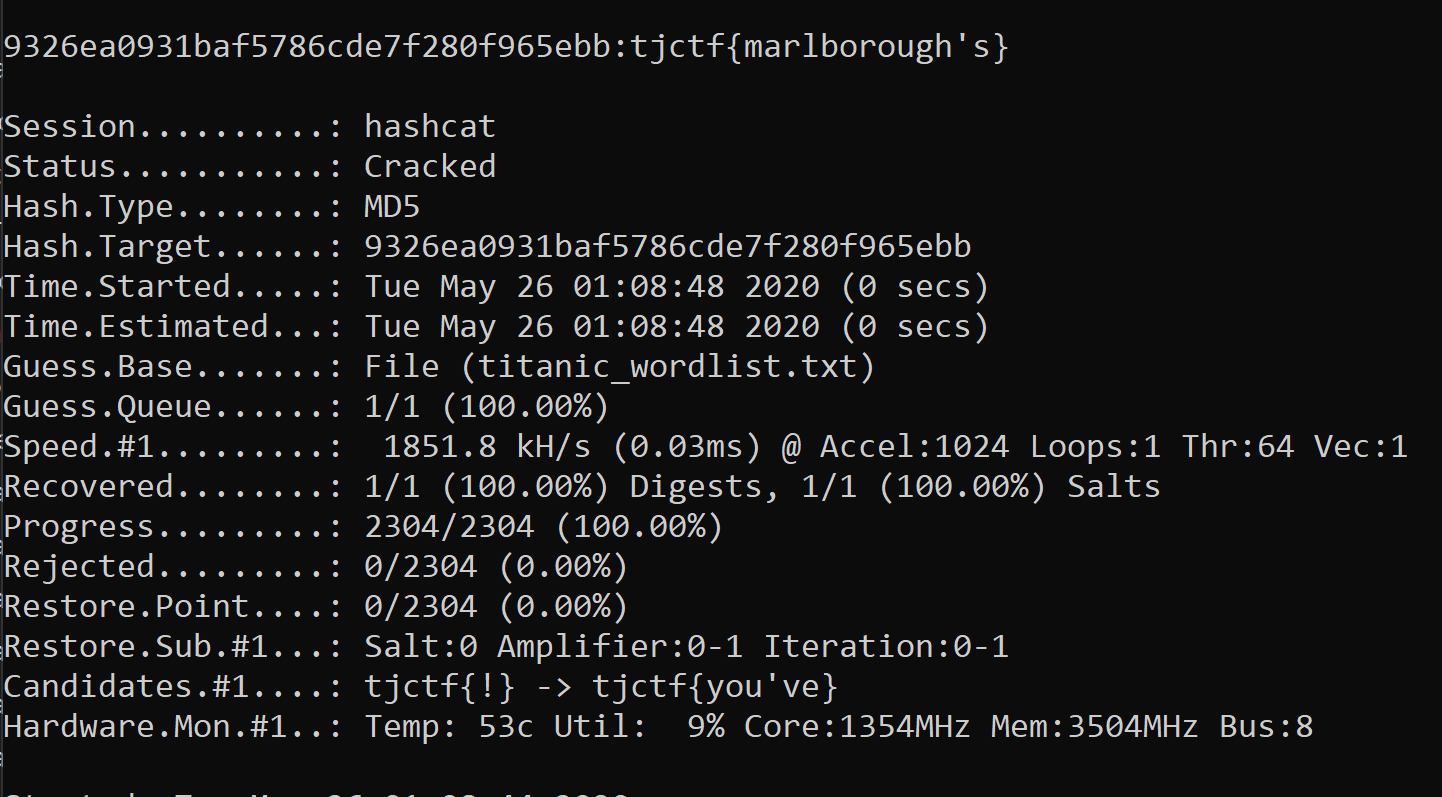 9326ea0931baf5786cde7f280f965ebb:tjctf{marlborough's}
Session..........: hashcat
Status...........: Cracked
Hash.Type........: MD5
Hash.Target......: 9326ea0931baf5786cde7f280f965ebb
Time.Started.....: Tue May 26 01:08:48 2020 (0 secs)
Time.Estimated...: Tue May 26 01:08:48 2020 (0 secs)
Guess.Base.......: File (titanic_wordlist.txt)
Guess.Queue......: 1/1 (100.00%)
Speed.#1.........:  1851.8 kH/s (0.03ms) @ Accel:1024 Loops:1 Thr:64 Vec:1
Recovered........: 1/1 (100.00%) Digests, 1/1 (100.00%) Salts
Progress.........: 2304/2304 (100.00%)
Rejected.........: 0/2304 (0.00%)
Restore.Point....: 0/2304 (0.00%)
Restore.Sub.#1...: Salt:0 Amplifier:0-1 Iteration:0-1
Candidates.#1....: tjctf{!} -> tjctf{you've}
Hardware.Mon.#1..: Temp: 53c Util:  9% Core:1354MHz Mem:3504MHz Bus:8